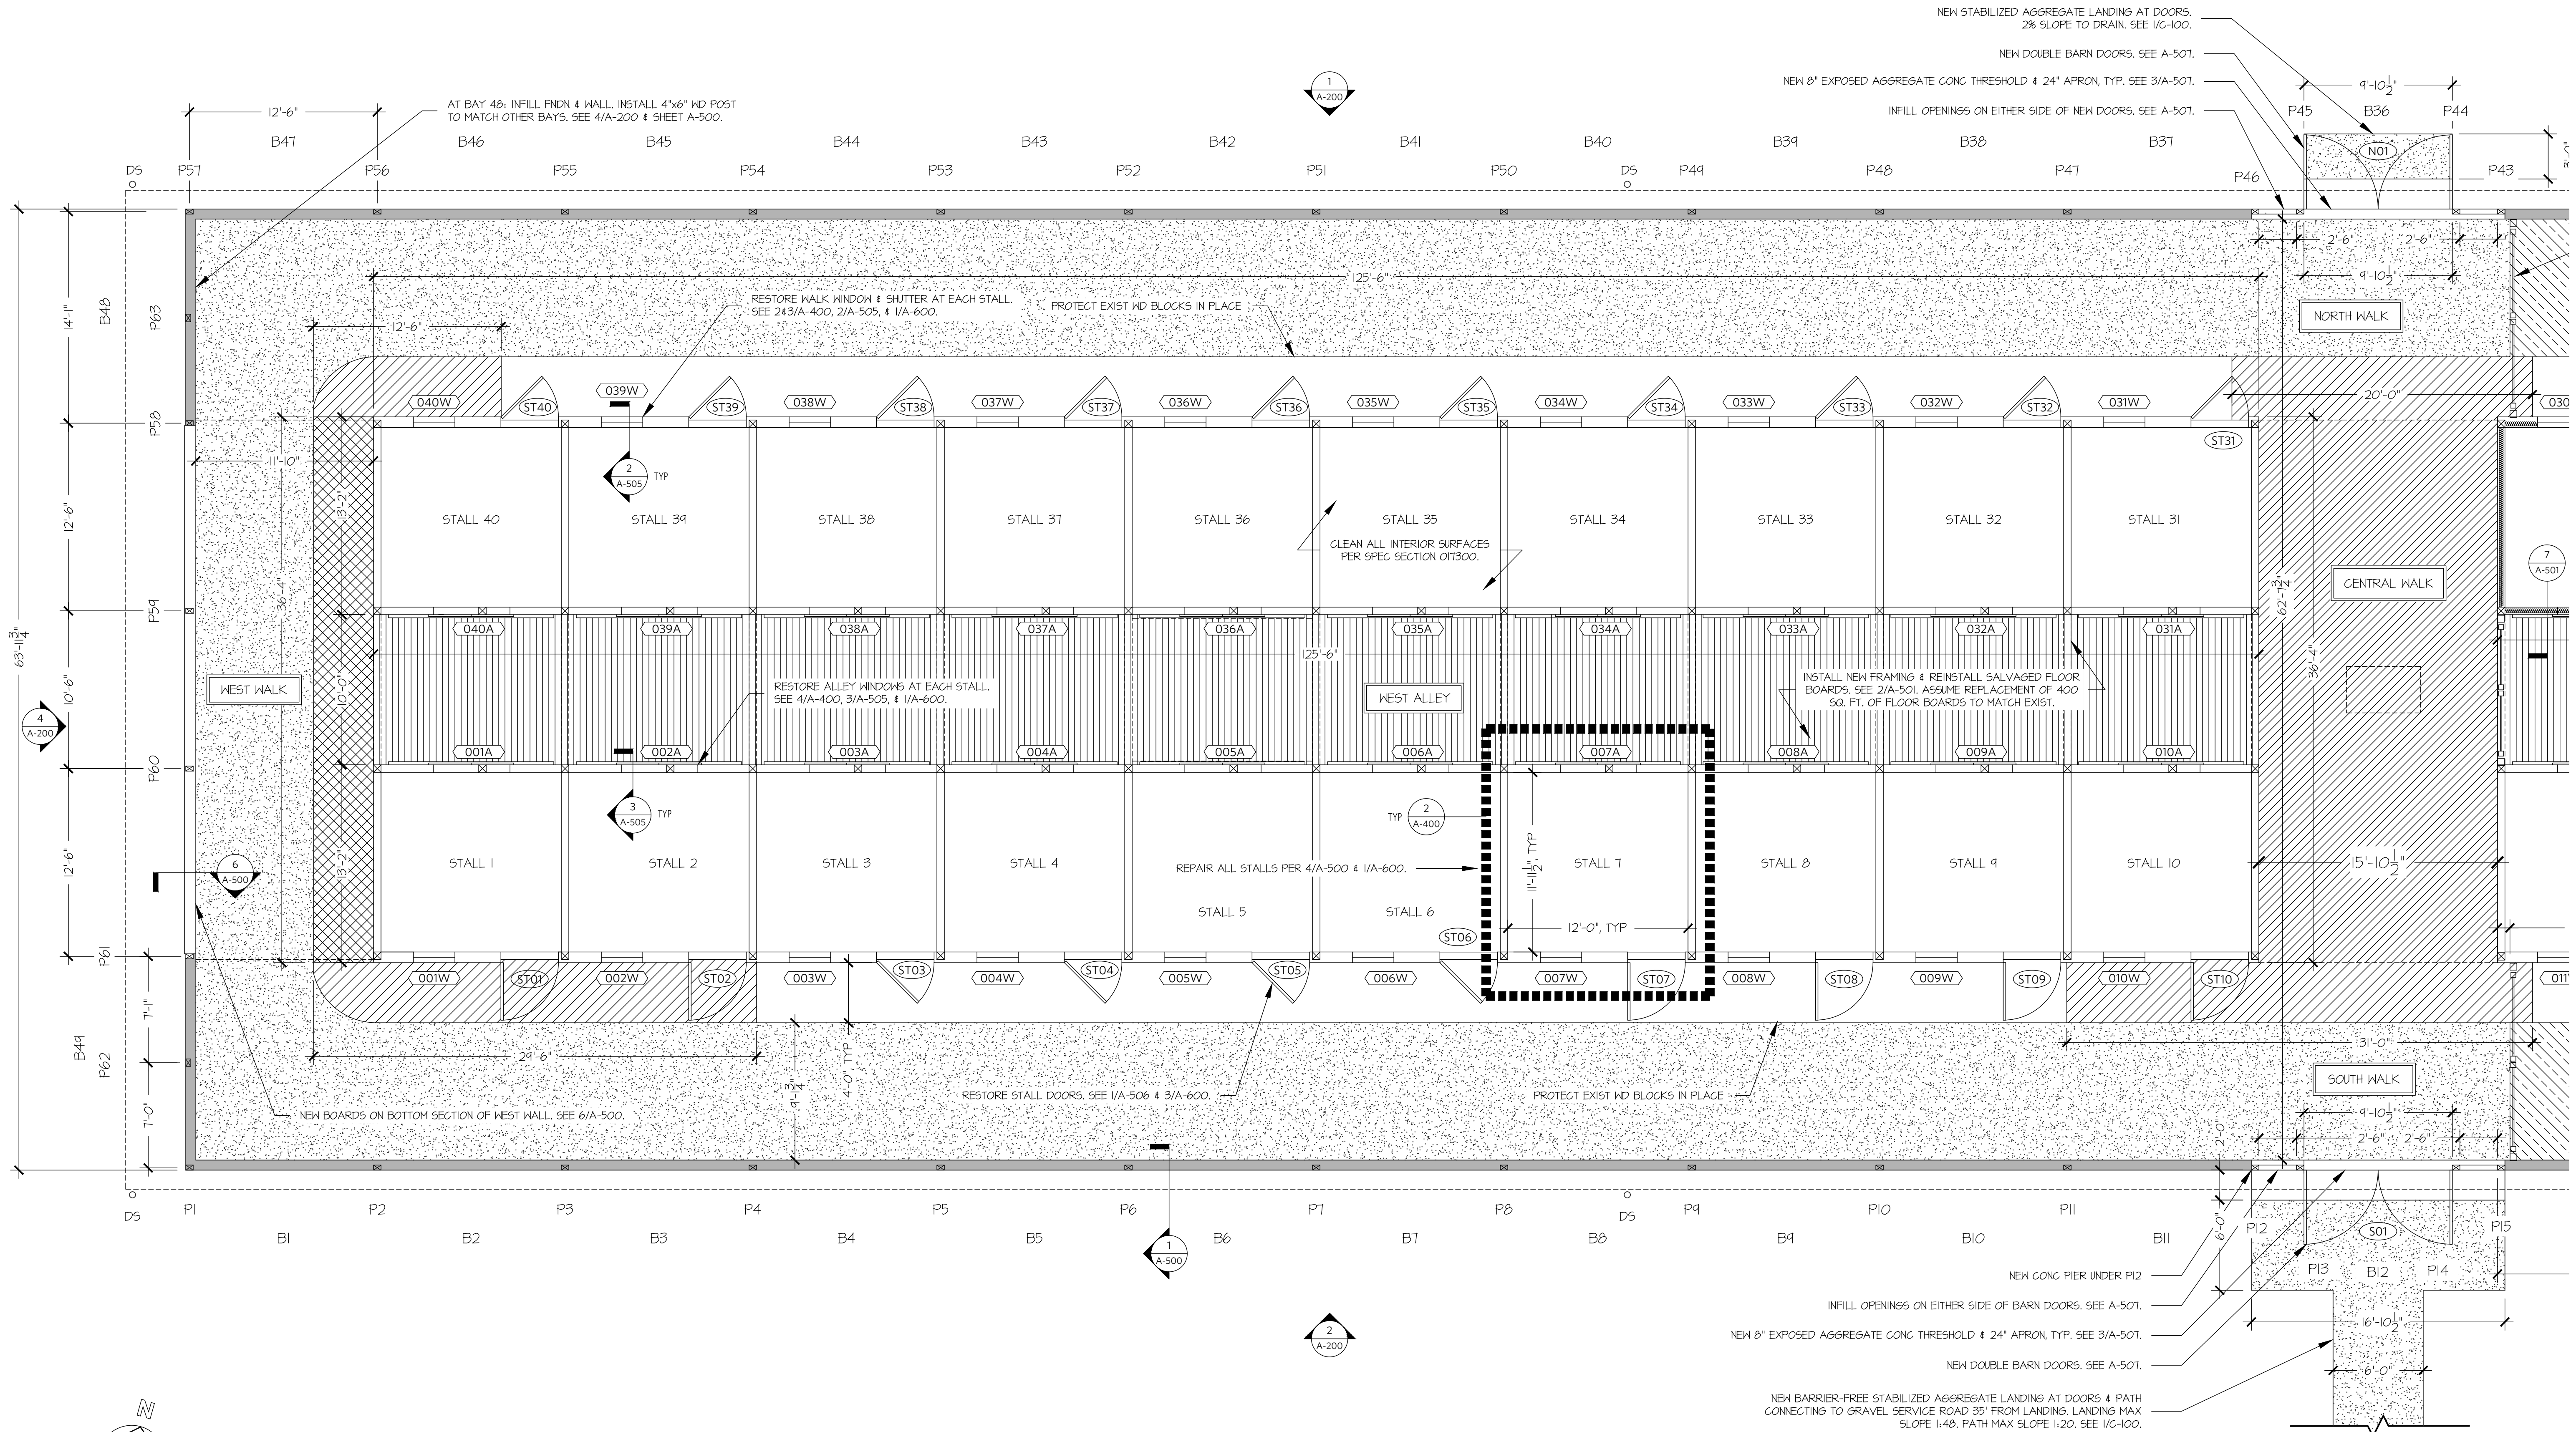 NEW STABILIZED AGGREGATE LANDING AT DOORS.
2% SLOPE TO DRAIN. SEE 1/C-100.
NEW DOUBLE BARN DOORS. SEE A-507.
NEW 8" EXPOSED AGGREGATE CONC THRESHOLD & 24" APRON, TYP. SEE 3/A-507.
INFILL OPENINGS ON EITHER SIDE OF NEW DOORS. SEE A-507.
9'-10 1/2"
P45 B36 P44
1
A-200
AT BAY 48: INFILL FNDN & WALL. INSTALL 4"x6" WD POST
TO MATCH OTHER BAYS. SEE 4/A-200 & SHEET A-500.
12'-6"
B47 B46 B45 B44 B43 B42 B41 B40 B39 B38 B37
DS P57 P56 P55 P54 P53 P52 P51 P50 DS P49 P48 P47 P46 P43
N01
3'-0"
2'-6" 2'-6"
9'-10 1/2"
125'-6"
RESTORE WALK WINDOW & SHUTTER AT EACH STALL.
SEE 2&3/A-400, 2/A-505, & 1/A-600.
PROTECT EXIST WD BLOCKS IN PLACE
NORTH WALK
14'-1"
B48
P63
12'-6"
20'-0"
040W 039W 038W 037W 036W 035W 034W 033W 032W 031W 030
ST40 ST39 ST38 ST37 ST36 ST35 ST34 ST33 ST32
ST31
P58
11'-10"
2
A-505
TYP
13'-2"
12'-6"
STALL 40 STALL 39 STALL 38 STALL 37 STALL 36 STALL 35 STALL 34 STALL 33 STALL 32 STALL 31
CLEAN ALL INTERIOR SURFACES
PER SPEC SECTION 017300.
7
A-501
CENTRAL WALK
62'-7 3/4"
36'-4"
P59
040A 039A 038A 037A 036A 035A 034A 033A 032A 031A
63'-11 3/4"
125'-6"
36'-4"
10'-6"
10'-0"
WEST WALK
RESTORE ALLEY WINDOWS AT EACH STALL.
SEE 4/A-400, 3/A-505, & 1/A-600.
WEST ALLEY
INSTALL NEW FRAMING & REINSTALL SALVAGED FLOOR
BOARDS. SEE 2/A-501. ASSUME REPLACEMENT OF 400
SQ. FT. OF FLOOR BOARDS TO MATCH EXIST.
4
A-200
P60
001A 002A 003A 004A 005A 006A 007A 008A 009A 010A
3
A-505
TYP
TYP
2
A-400
12'-6"
13'-2"
6
A-500
STALL 1 STALL 2 STALL 3 STALL 4 STALL 7 STALL 8 STALL 9 STALL 10
11'-11 1/2", TYP
15'-10 1/2"
REPAIR ALL STALLS PER 4/A-500 & 1/A-600.
STALL 5 STALL 6
12'-0", TYP
ST06
P61
001W 002W 003W 004W 005W 006W 007W 008W 009W 010W 011
ST01 ST02 ST03 ST04 ST05 ST07 ST08 ST09 ST10
7'-1"
B49
P62
29'-6"
4'-0" TYP
9'-1 3/4"
31'-0"
SOUTH WALK
7'-0"
NEW BOARDS ON BOTTOM SECTION OF WEST WALL. SEE 6/A-500.
RESTORE STALL DOORS. SEE 1/A-506 & 3/A-600.
PROTECT EXIST WD BLOCKS IN PLACE
9'-10 1/2"
2'-6" 2'-6"
2'-0"
DS P1 P2 P3 P4 P5 P6 P7 P8 DS P9 P10 P11 P12 P15
B1 B2 B3 B4 B5 B6 B7 B8 B9 B10 B11
6'-0"
S01
P13 B12 P14
1
A-500
NEW CONC PIER UNDER P12
INFILL OPENINGS ON EITHER SIDE OF BARN DOORS. SEE A-507.
16'-10 1/2"
2
A-200
NEW 8" EXPOSED AGGREGATE CONC THRESHOLD & 24" APRON, TYP. SEE 3/A-507.
NEW DOUBLE BARN DOORS. SEE A-507.
6'-0"
NEW BARRIER-FREE STABILIZED AGGREGATE LANDING AT DOORS & PATH
CONNECTING TO GRAVEL SERVICE ROAD 35' FROM LANDING. LANDING MAX
SLOPE 1:48. PATH MAX SLOPE 1:20. SEE 1/C-100.
N